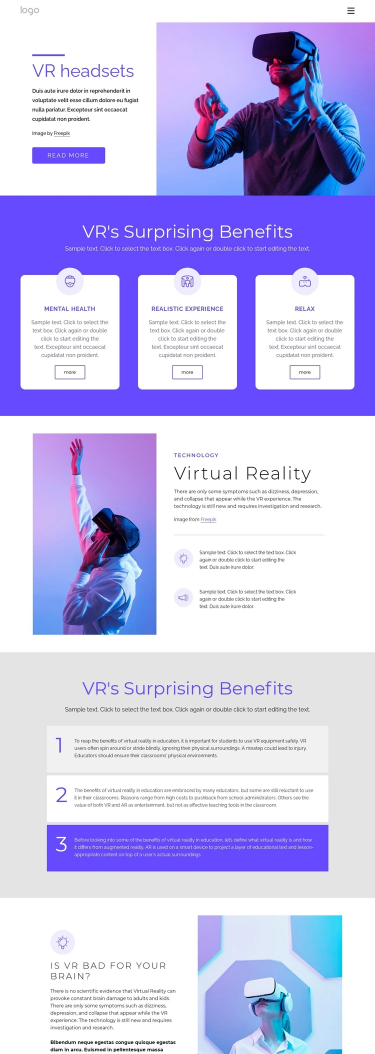 logo
VR headsets
Duis aute irure dolor in reprehenderit in
voluptate velit esse cillum dolore eu fugiat
nulla pariatur. Excepteur sint occaecat
cupidatat non proident.
Image by Freepik
READ MORE
VR's Surprising Benefits
Sample text. Click to select the text box. Click again or double click to start editing the text.
MENTAL HEALTH
Sample text. Click to select the
text box. Click again or double
click to start editing the
text. Excepteur sint occaecat
cupidatat non proident.
more
REALISTIC EXPERIENCE
Sample text. Click to select the
text box. Click again or double
click to start editing the
text. Excepteur sint occaecat
cupidatat non proident.
more
RELAX
Sample text. Click to select the
text box. Click again or double
click to start editing the
text. Excepteur sint occaecat
cupidatat non proident.
more
TECHNOLOGY
Virtual Reality
There are only some symptoms such as dizziness, depression,
and collapse that appear while the VR experience. The
technology is still new and requires investigation and research.
Image from Freepik
Sample text. Click to select the text box. Click
again or double click to start editing the
text. Duis aute irure dolor.
Sample text. Click to select the text box. Click
again or double click to start editing the
text. Duis aute irure dolor.
VR's Surprising Benefits
Sample text. Click to select the text box. Click again or double click to start editing the text.
1
To reap the benefits of virtual reality in education, it is important for students to use VR equipment safely. VR
users often spin around or stride blindly, ignoring their physical surroundings. A misstep could lead to injury.
Educators should ensure their classrooms' physical environments.
2
The benefits of virtual reality in education are embraced by many educators, but some are still reluctant to use
it in their classrooms. Reasons range from high costs to pushback from school administrators. Others see the
value of both VR and AR as entertainment, but not as effective teaching tools in the classroom.
3
Before looking into some of the benefits of virtual reality in education, let's define what virtual reality is and how
it differs from augmented reality. AR is used on a smart device to project a layer of educational text and lesson-
appropriate content on top of a user's actual surroundings
IS VR BAD FOR YOUR
BRAIN?
There is no scientific evidence that Virtual Reality can
provoke constant brain damage to adults and kids.
There are only some symptoms such as dizziness,
depression, and collapse that appear while the VR
experience. The technology is still new and requires
investigation and research.
Bibendum neque egestas congue quisque egestas
diam in arcu. Euismod in pellentesque massa